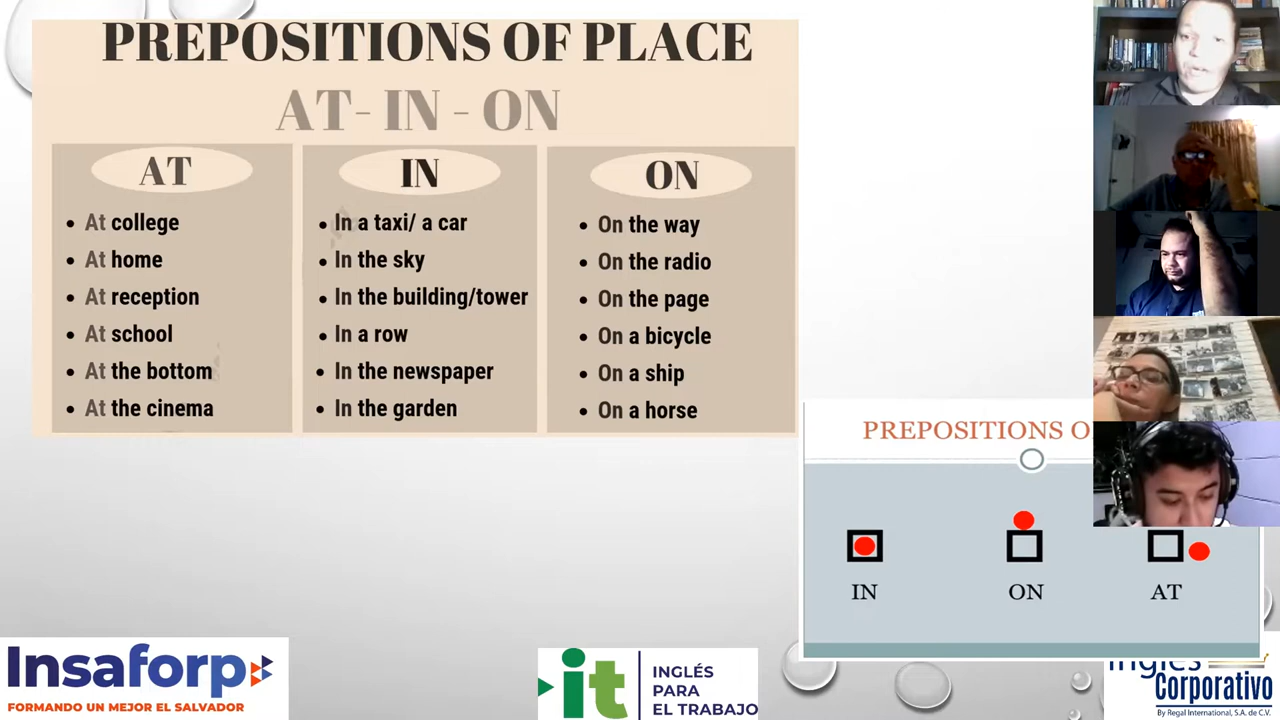 PREPOSITIONS OF PLACE
AT- IN - ON
AT
At college
At home
At reception
At school
At the bottom
At the cinema
IN
In a taxi/ a car
In the sky
In the building/tower
In a row
In the newspaper
In the garden
ON
On the way
On the radio
On the page
On a bicycle
On a ship
On a horse
PREPOSITIONS O
IN
ON
AT
Insaforp
FORMANDO UN MEJOR EL SALVADOR
it
INGLÉS
PARA
EL TRABAJO
Inglés
Corporativo
By Regal International, S.A. de C.V.